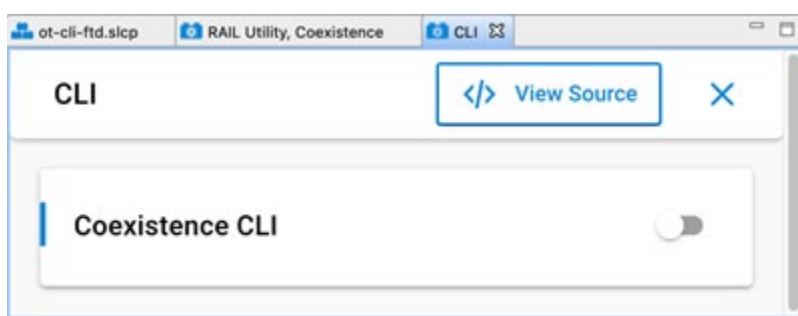 ot-cli-ftd.slcp RAIL Utility, Coexistence CLI
CLI </> View Source
Coexistence CLI